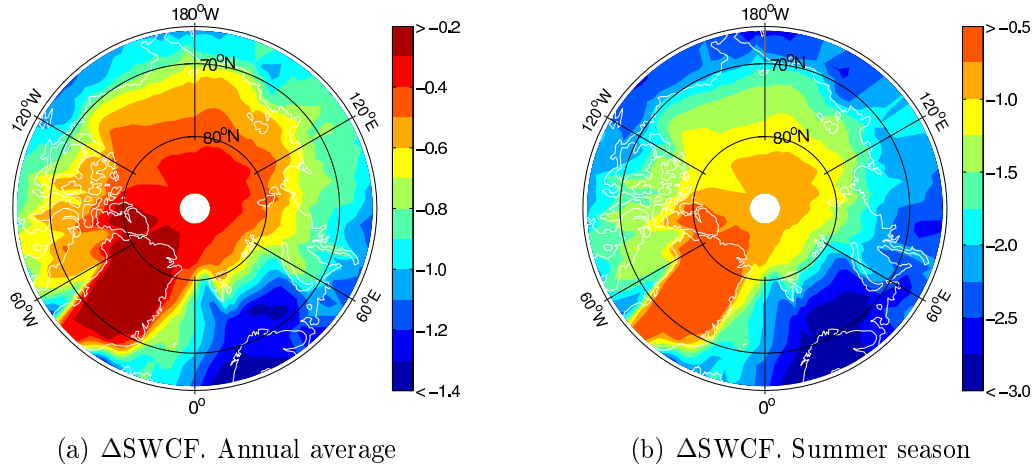 180°W
120°W
70°N
80°N
120°E
60°W
60°E
0°
> −0.2
−0.4
−0.6
−0.8
−1.0
−1.2
< −1.4
(a) ΔSWCF. Annual average
180°W
120°W
70°N
80°N
120°E
60°W
60°E
0°
> −0.5
−1.0
−1.5
−2.0
−2.5
< −3.0
(b) ΔSWCF. Summer season